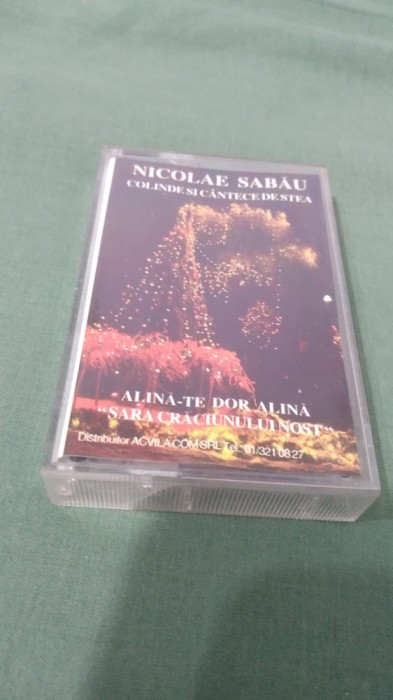 NICOLAE SABĂU
COLINDE SI CÂNTECE DE STEA
ALINĂ-TE DOR ALINĂ
"SARA CRĂCIUNULUI NOST"
Distribuitor ACVILA COM SRL Tel.: 01/321 08 27